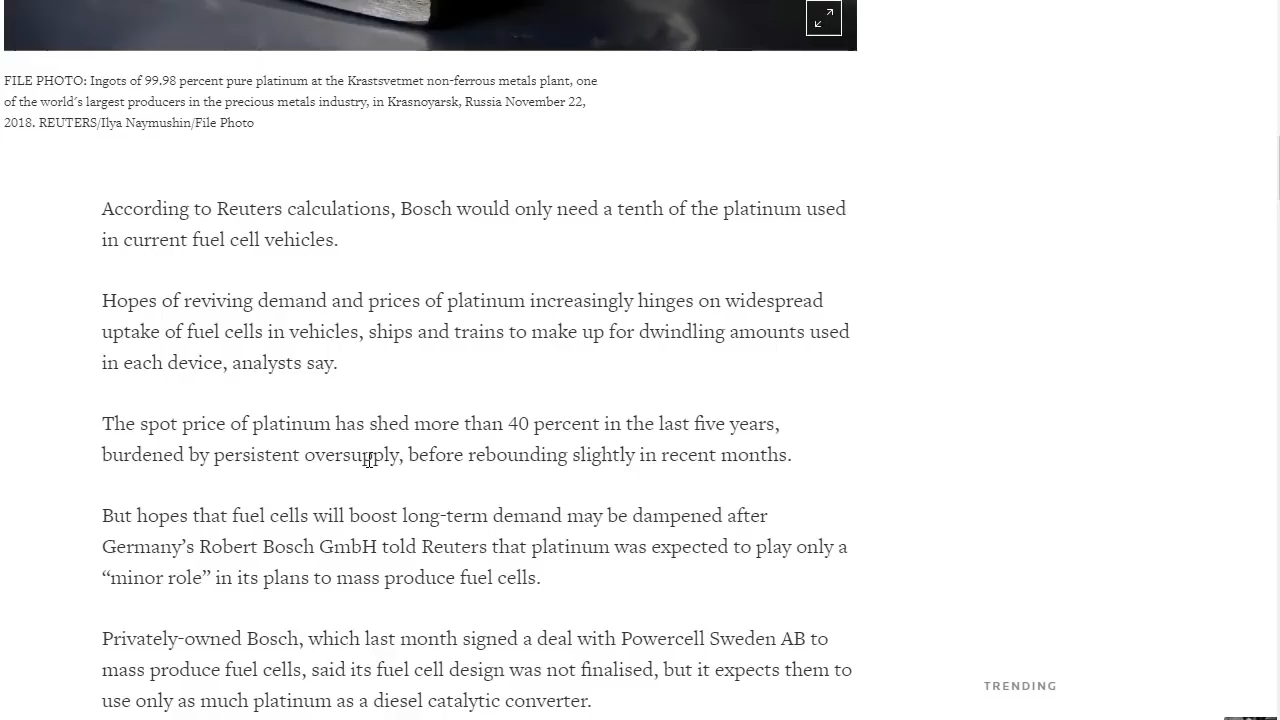 FILE PHOTO: Ingots of 99.98 percent pure platinum at the Krastsvetmet non-ferrous metals plant, one
of the world's largest producers in the precious metals industry, in Krasnoyarsk, Russia November 22,
2018. REUTERS/Ilya Naymushin/File Photo
According to Reuters calculations, Bosch would only need a tenth of the platinum used
in current fuel cell vehicles.
Hopes of reviving demand and prices of platinum increasingly hinges on widespread
uptake of fuel cells in vehicles, ships and trains to make up for dwindling amounts used
in each device, analysts say.
The spot price of platinum has shed more than 40 percent in the last five years,
burdened by persistent oversupply, before rebounding slightly in recent months.
But hopes that fuel cells will boost long-term demand may be dampened after
Germany’s Robert Bosch GmbH told Reuters that platinum was expected to play only a
“minor role” in its plans to mass produce fuel cells.
Privately-owned Bosch, which last month signed a deal with Powercell Sweden AB to
mass produce fuel cells, said its fuel cell design was not finalised, but it expects them to
use only as much platinum as a diesel catalytic converter.
TRENDING